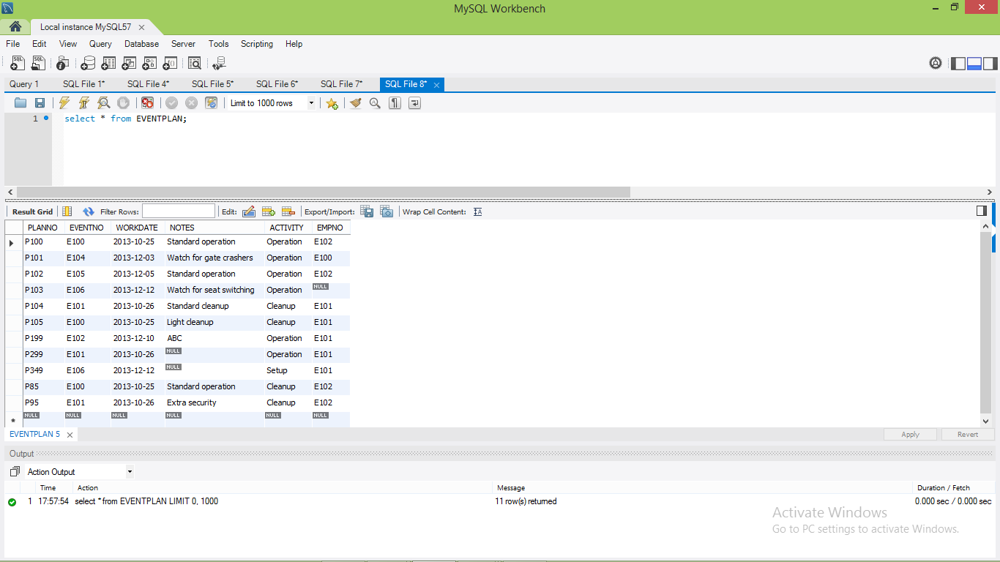 MySQL Workbench
Local instance MySQL57
File Edit View Query Database Server Tools Scripting Help
Query 1 SQL File 1* SQL File 4* SQL File 5* SQL File 6* SQL File 7* SQL File 8*
Limit to 1000 rows
1 select * from EVENTPLAN;
Result Grid Filter Rows: Edit: Export/Import: Wrap Cell Content:
PLANNO EVENTNO WORKDATE NOTES ACTIVITY EMPNO
P100 E100 2013-10-25 Standard operation Operation E102
P101 E104 2013-12-03 Watch for gate crashers Operation E100
P102 E105 2013-12-05 Standard operation Operation E102
P103 E106 2013-12-12 Watch for seat switching Operation NULL
P104 E101 2013-10-26 Standard cleanup Cleanup E101
P105 E100 2013-10-25 Light cleanup Cleanup E101
P199 E102 2013-12-10 ABC Operation E101
P299 E101 2013-10-26 NULL Operation E101
P349 E106 2013-12-12 NULL Setup E101
P85 E100 2013-10-25 Standard operation Cleanup E102
P95 E101 2013-10-26 Extra security Cleanup E102
* NULL NULL NULL NULL NULL NULL
EVENTPLAN 5 Apply Revert
Output
Action Output
Time Action Message Duration / Fetch
1 17:57:54 select * from EVENTPLAN LIMIT 0, 1000 11 row(s) returned 0.000 sec / 0.000 sec
Activate Windows
Go to PC settings to activate Windows.